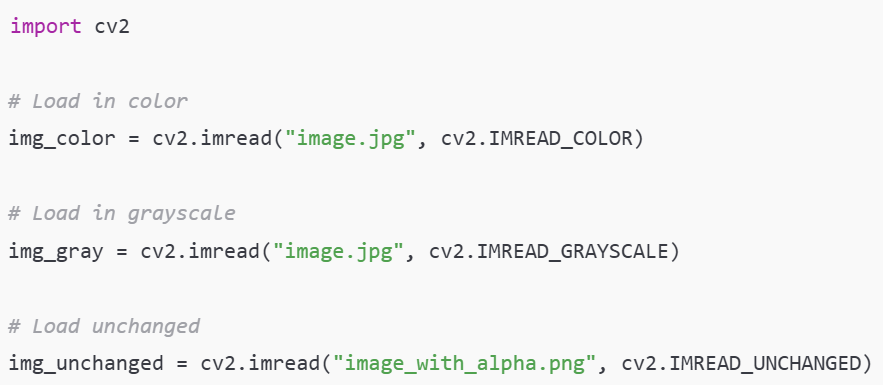 import cv2
# Load in color
img_color = cv2.imread("image.jpg", cv2.IMREAD_COLOR)
# Load in grayscale
img_gray = cv2.imread("image.jpg", cv2.IMREAD_GRAYSCALE)
# Load unchanged
img_unchanged = cv2.imread("image_with_alpha.png", cv2.IMREAD_UNCHANGED)